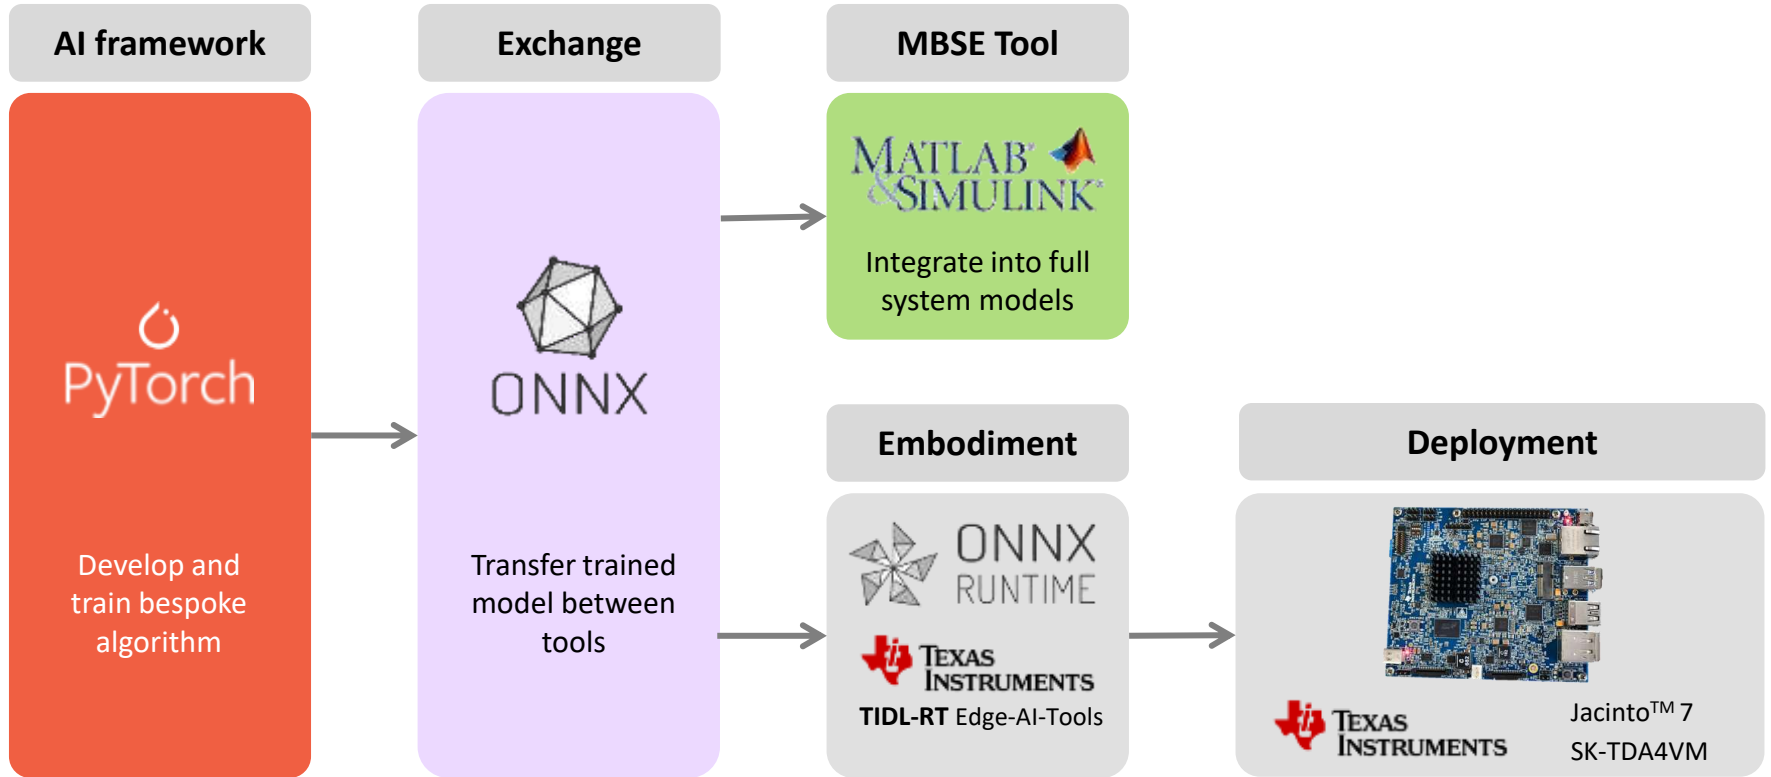 AI framework
PyTorch
Develop and
train bespoke
algorithm
Exchange
ONNX
Transfer trained
model between
tools
MBSE Tool
MATLAB®
&SIMULINK®
Integrate into full
system models
Embodiment
ONNX
RUNTIME
TEXAS
INSTRUMENTS
TIDL-RT Edge-AI-Tools
Deployment
TEXAS
INSTRUMENTS
Jacinto™ 7
SK-TDA4VM